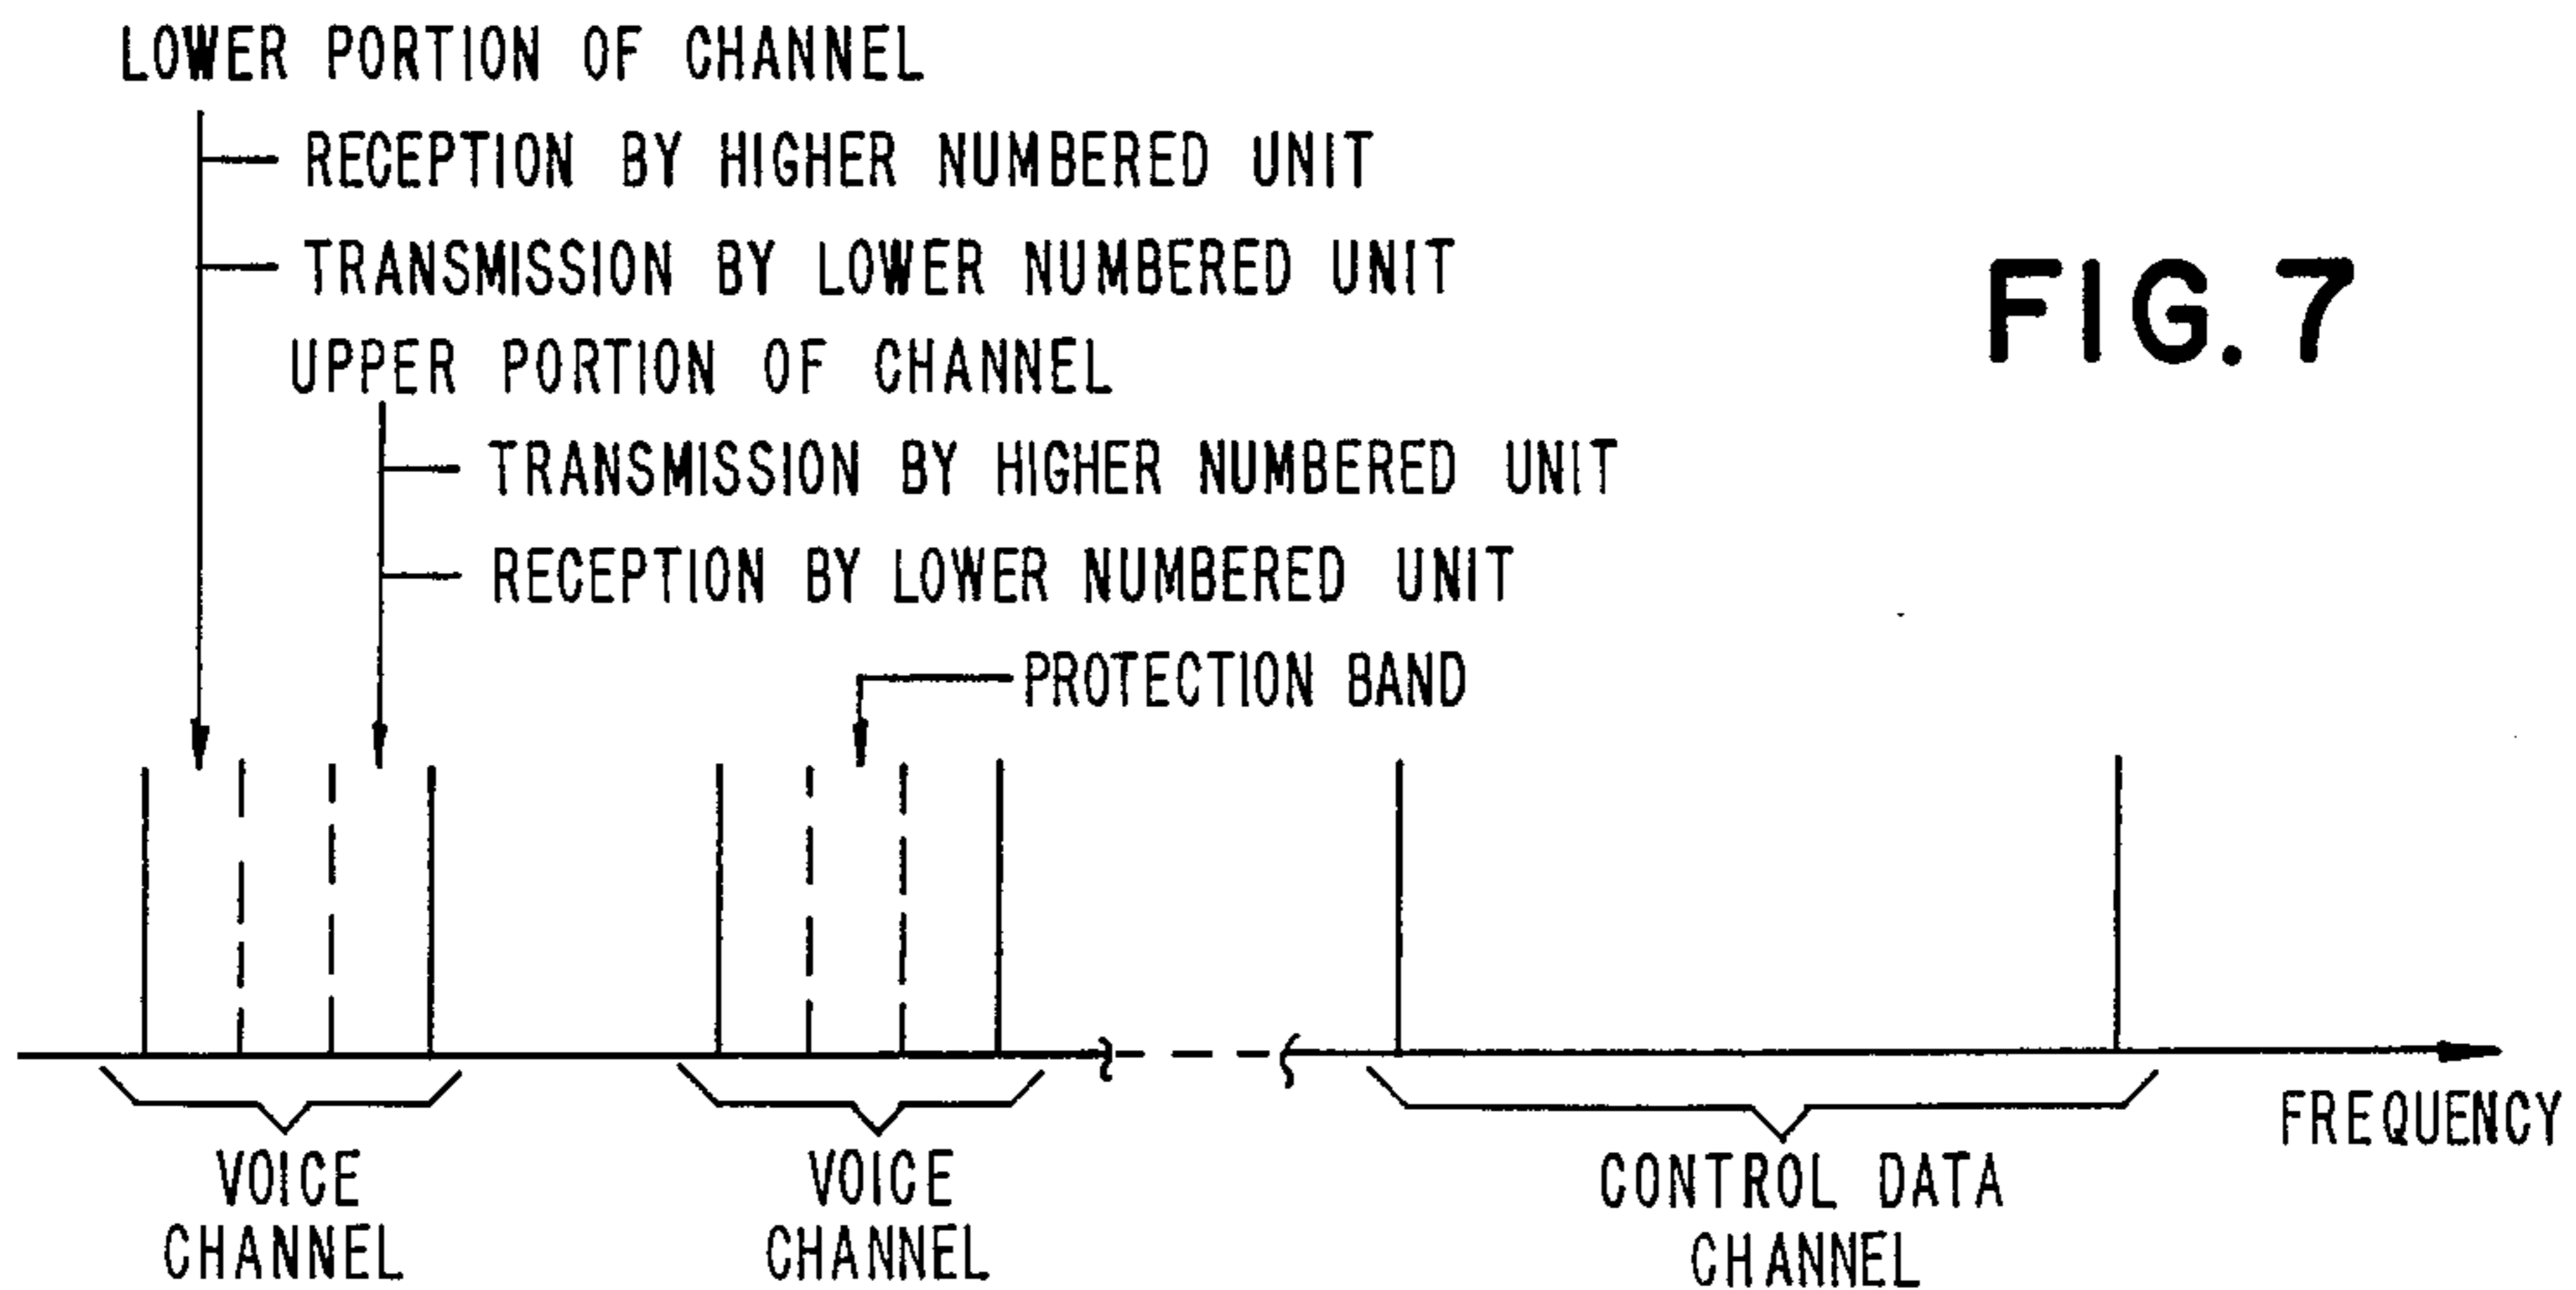 LOWER PORTION OF CHANNEL
RECEPTION BY HIGHER NUMBERED UNIT
TRANSMISSION BY LOWER NUMBERED UNIT
UPPER PORTION OF CHANNEL
TRANSMISSION BY HIGHER NUMBERED UNIT
RECEPTION BY LOWER NUMBERED UNIT
PROTECTION BAND
FIG. 7
FREQUENCY
VOICE
CHANNEL
VOICE
CHANNEL
CONTROL DATA
CHANNEL